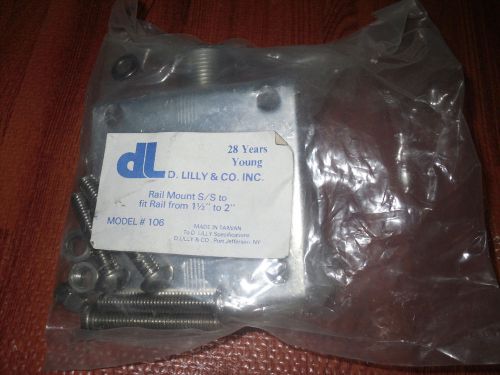 28 Years
Young
dL D. LILLY & CO. INC.
Rail Mount S/S to
fit Rail from 1½" to 2"
MODEL # 106
MADE IN TAIWAN
To D. LILLY Specifications
D. LILLY & CO., Port Jefferson, NY